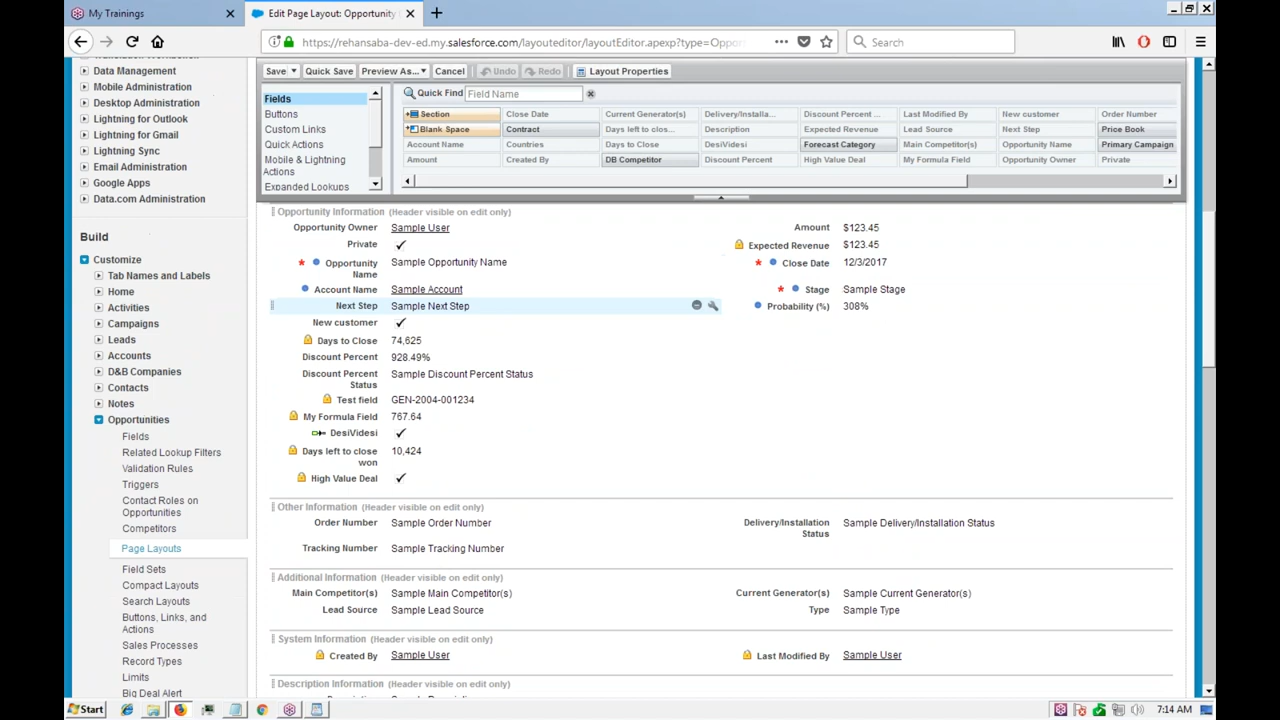 My Trainings
Edit Page Layout: Opportunity
https://rehansaba-dev-ed.my.salesforce.com/layouteditor/layoutEditor.apexp?type=Oppor
Search
Data Management
Mobile Administration
Desktop Administration
Lightning for Outlook
Lightning for Gmail
Lightning Sync
Email Administration
Google Apps
Data.com Administration
Build
Customize
Tab Names and Labels
Home
Activities
Campaigns
Leads
Accounts
D&B Companies
Contacts
Notes
Opportunities
Fields
Related Lookup Filters
Validation Rules
Triggers
Contact Roles on
Opportunities
Competitors
Page Layouts
Field Sets
Compact Layouts
Search Layouts
Buttons, Links, and
Actions
Sales Processes
Record Types
Limits
Big Deal Alert
Save Quick Save Preview As... Cancel Undo Redo Layout Properties
Fields
Buttons
Custom Links
Quick Actions
Mobile & Lightning
Actions
Expanded Lookups
Quick Find Field Name
Section Close Date Current Generator(s) Delivery/Installa... Discount Percent ... Last Modified By New customer Order Number
Blank Space Contract Days left to clos... Description Expected Revenue Lead Source Next Step Price Book
Account Name Countries Days to Close DesiVidesi Forecast Category Main Competitor(s) Opportunity Name Primary Campaign
Amount Created By DB Competitor Discount Percent High Value Deal My Formula Field Opportunity Owner Private
Opportunity Information (Header visible on edit only)
Opportunity Owner Sample User Amount $123.45
Private Expected Revenue $123.45
Opportunity
Name Sample Opportunity Name Close Date 12/3/2017
Account Name Sample Account Stage Sample Stage
Next Step Sample Next Step Probability (%) 308%
New customer
Days to Close 74,625
Discount Percent 928.49%
Discount Percent
Status Sample Discount Percent Status
Test field GEN-2004-001234
My Formula Field 767.64
DesiVidesi
Days left to close
won 10,424
High Value Deal
Other Information (Header visible on edit only)
Order Number Sample Order Number Delivery/Installation
Status Sample Delivery/Installation Status
Tracking Number Sample Tracking Number
Additional Information (Header visible on edit only)
Main Competitor(s) Sample Main Competitor(s) Current Generator(s) Sample Current Generator(s)
Lead Source Sample Lead Source Type Sample Type
System Information (Header visible on edit only)
Created By Sample User Last Modified By Sample User
Description Information (Header visible on edit only)
Start
7:14 AM